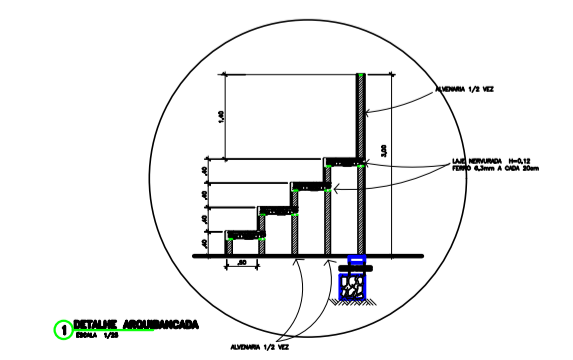 ALVENARIA 1/2 VEZ
1,40
3,00
LAJE NERVURADA H=0,12
FERRO 6,3mm A CADA 20cm
,40
,40
,40
,40
,80
1 DETALHE ARQUIBANCADA
ESCALA 1/25
ALVENARIA 1/2 VEZ